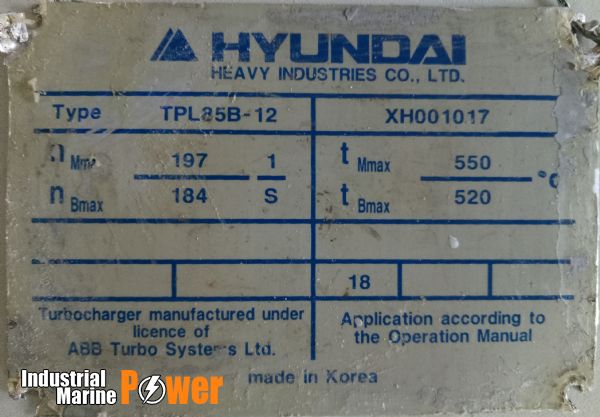 HYUNDAI
HEAVY INDUSTRIES CO., LTD.
Type TPL85B-12 XH001017
n Mmax 197 1 t Mmax 550 °C
n Bmax 184 S t Bmax 520
18
Turbocharger manufactured under
licence of
ABB Turbo Systems Ltd.
Application according to
the Operation Manual
made in Korea
Industrial
Marine Power